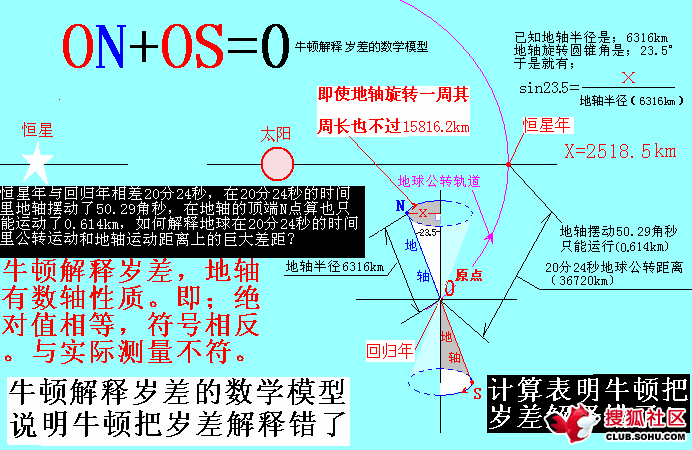 ON+OS=0
牛顿解释岁差的数学模型
已知地轴半径是；6316km
地轴旋转圆锥角是；23.5°
于是就有；
sin23.5=
X
地轴半径（6316km）
X=2518.5km
即使地轴旋转一周其
周长也不过15816.2km
恒星
太阳
恒星年
地球公转轨道
恒星年与回归年相差20分24秒，在20分24秒的时间
里地轴摆动了50.29角秒，在地轴的顶端N点算也只
能运动了0.614km，如何解释地球在20分24秒的时间
里公转运动和地轴运动距离上的巨大差距？
N
X
23.5
地
轴
地轴摆动50.29角秒
只能运行(0.614km)
20分24秒地球公转距离
（36720km）
地轴半径6316km
原点
O
牛顿解释岁差，地轴
有数轴性质。即；绝
对值相等，符号相反
。与实际测量不符。
回归年
地
轴
S
牛顿解释岁差的数学模型
说明牛顿把岁差解释错了
计算表明牛顿把
岁差解释错了
搜狐社区
CLUB.SOHU.COM